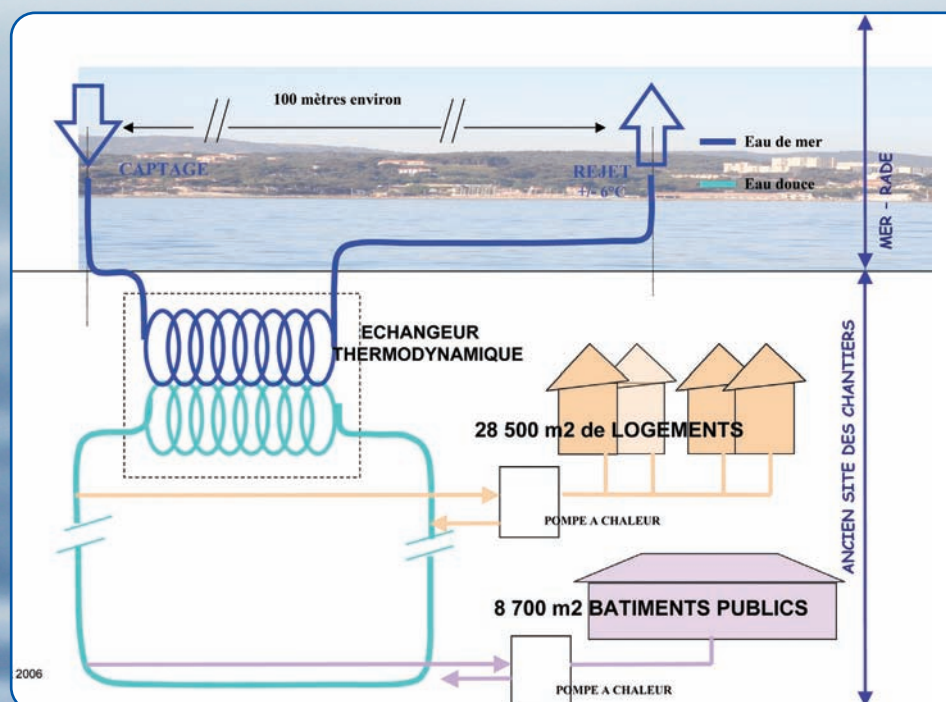 100 mètres environ
CAPTAGE
REJET
+/- 6°C
Eau de mer
Eau douce
MER - RADE
ECHANGEUR
THERMODYNAMIQUE
28 500 m2 de LOGEMENTS
POMPE A CHALEUR
8 700 m2 BATIMENTS PUBLICS
POMPE A CHALEUR
ANCIEN SITE DES CHANTIERS
2006